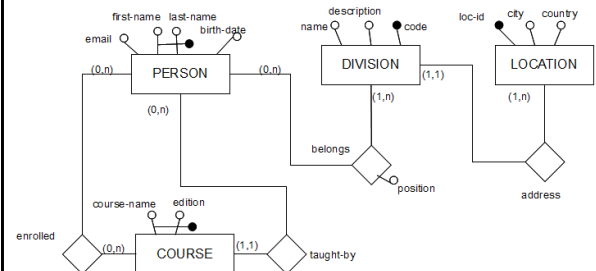 first-name last-name
email
birth-date
PERSON
(0,n)
(0,n)
(0,n)
description
name
code
DIVISION
(1,1)
(1,n)
loc-id
city
country
LOCATION
(1,n)
belongs
position
address
course-name
edition
enrolled
(0,n)
COURSE
(1,1)
taught-by